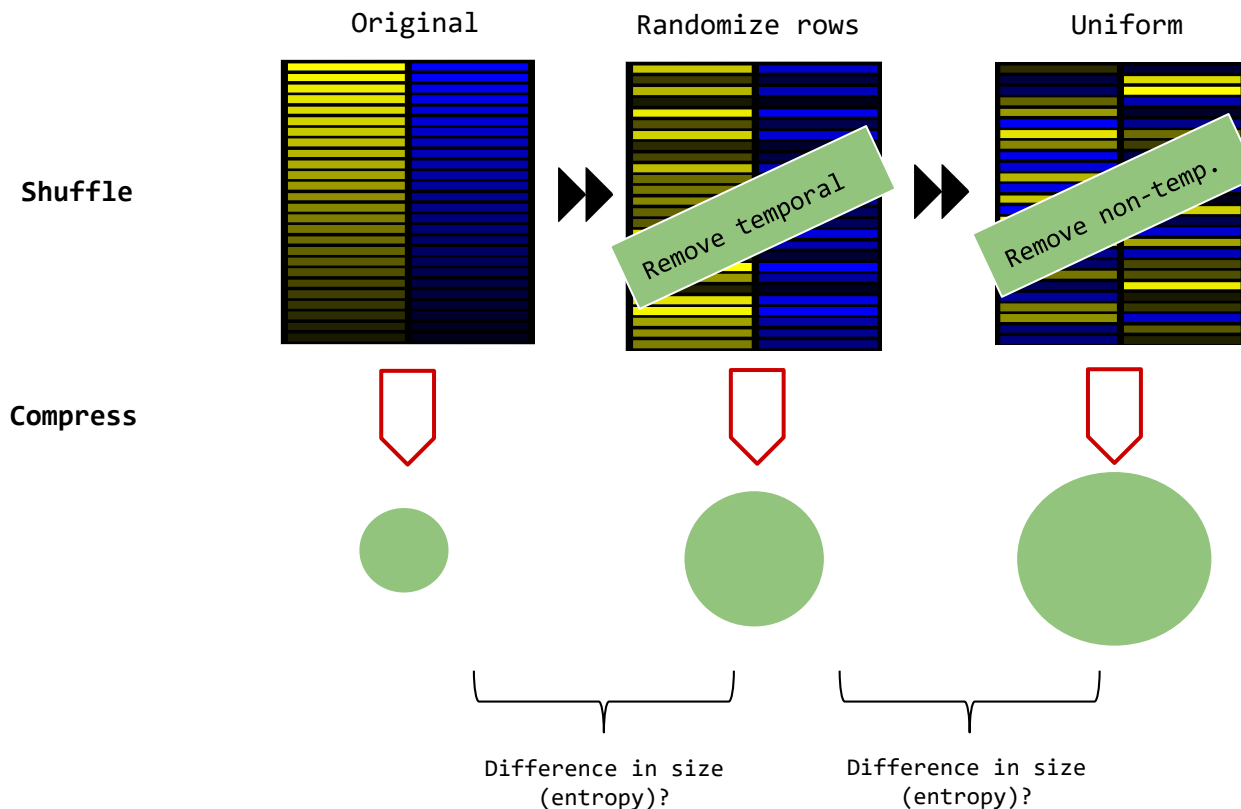 Original
Randomize rows
Uniform
Shuffle
Remove temporal
Remove non-temp.
Compress
Difference in size
(entropy)?
Difference in size
(entropy)?